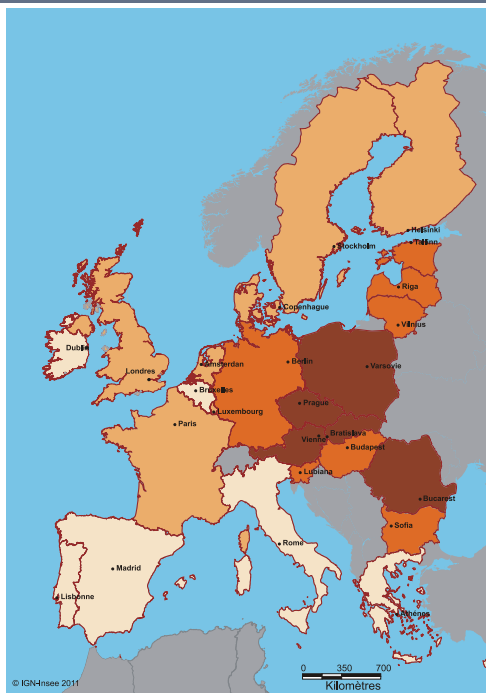 Helsinki
Tallinn
Stockholm
Riga
Copenhague
Vilnius
Dublin
Amsterdam
Berlin
Londres
Varsovie
Bruxelles
Prague
Luxembourg
Paris
Bratislava
Vienne
Budapest
Lubiana
Bucarest
Sofia
Rome
Madrid
Lisbonne
Athènes
© IGN-Insee 2011
0 350 700
Kilomètres